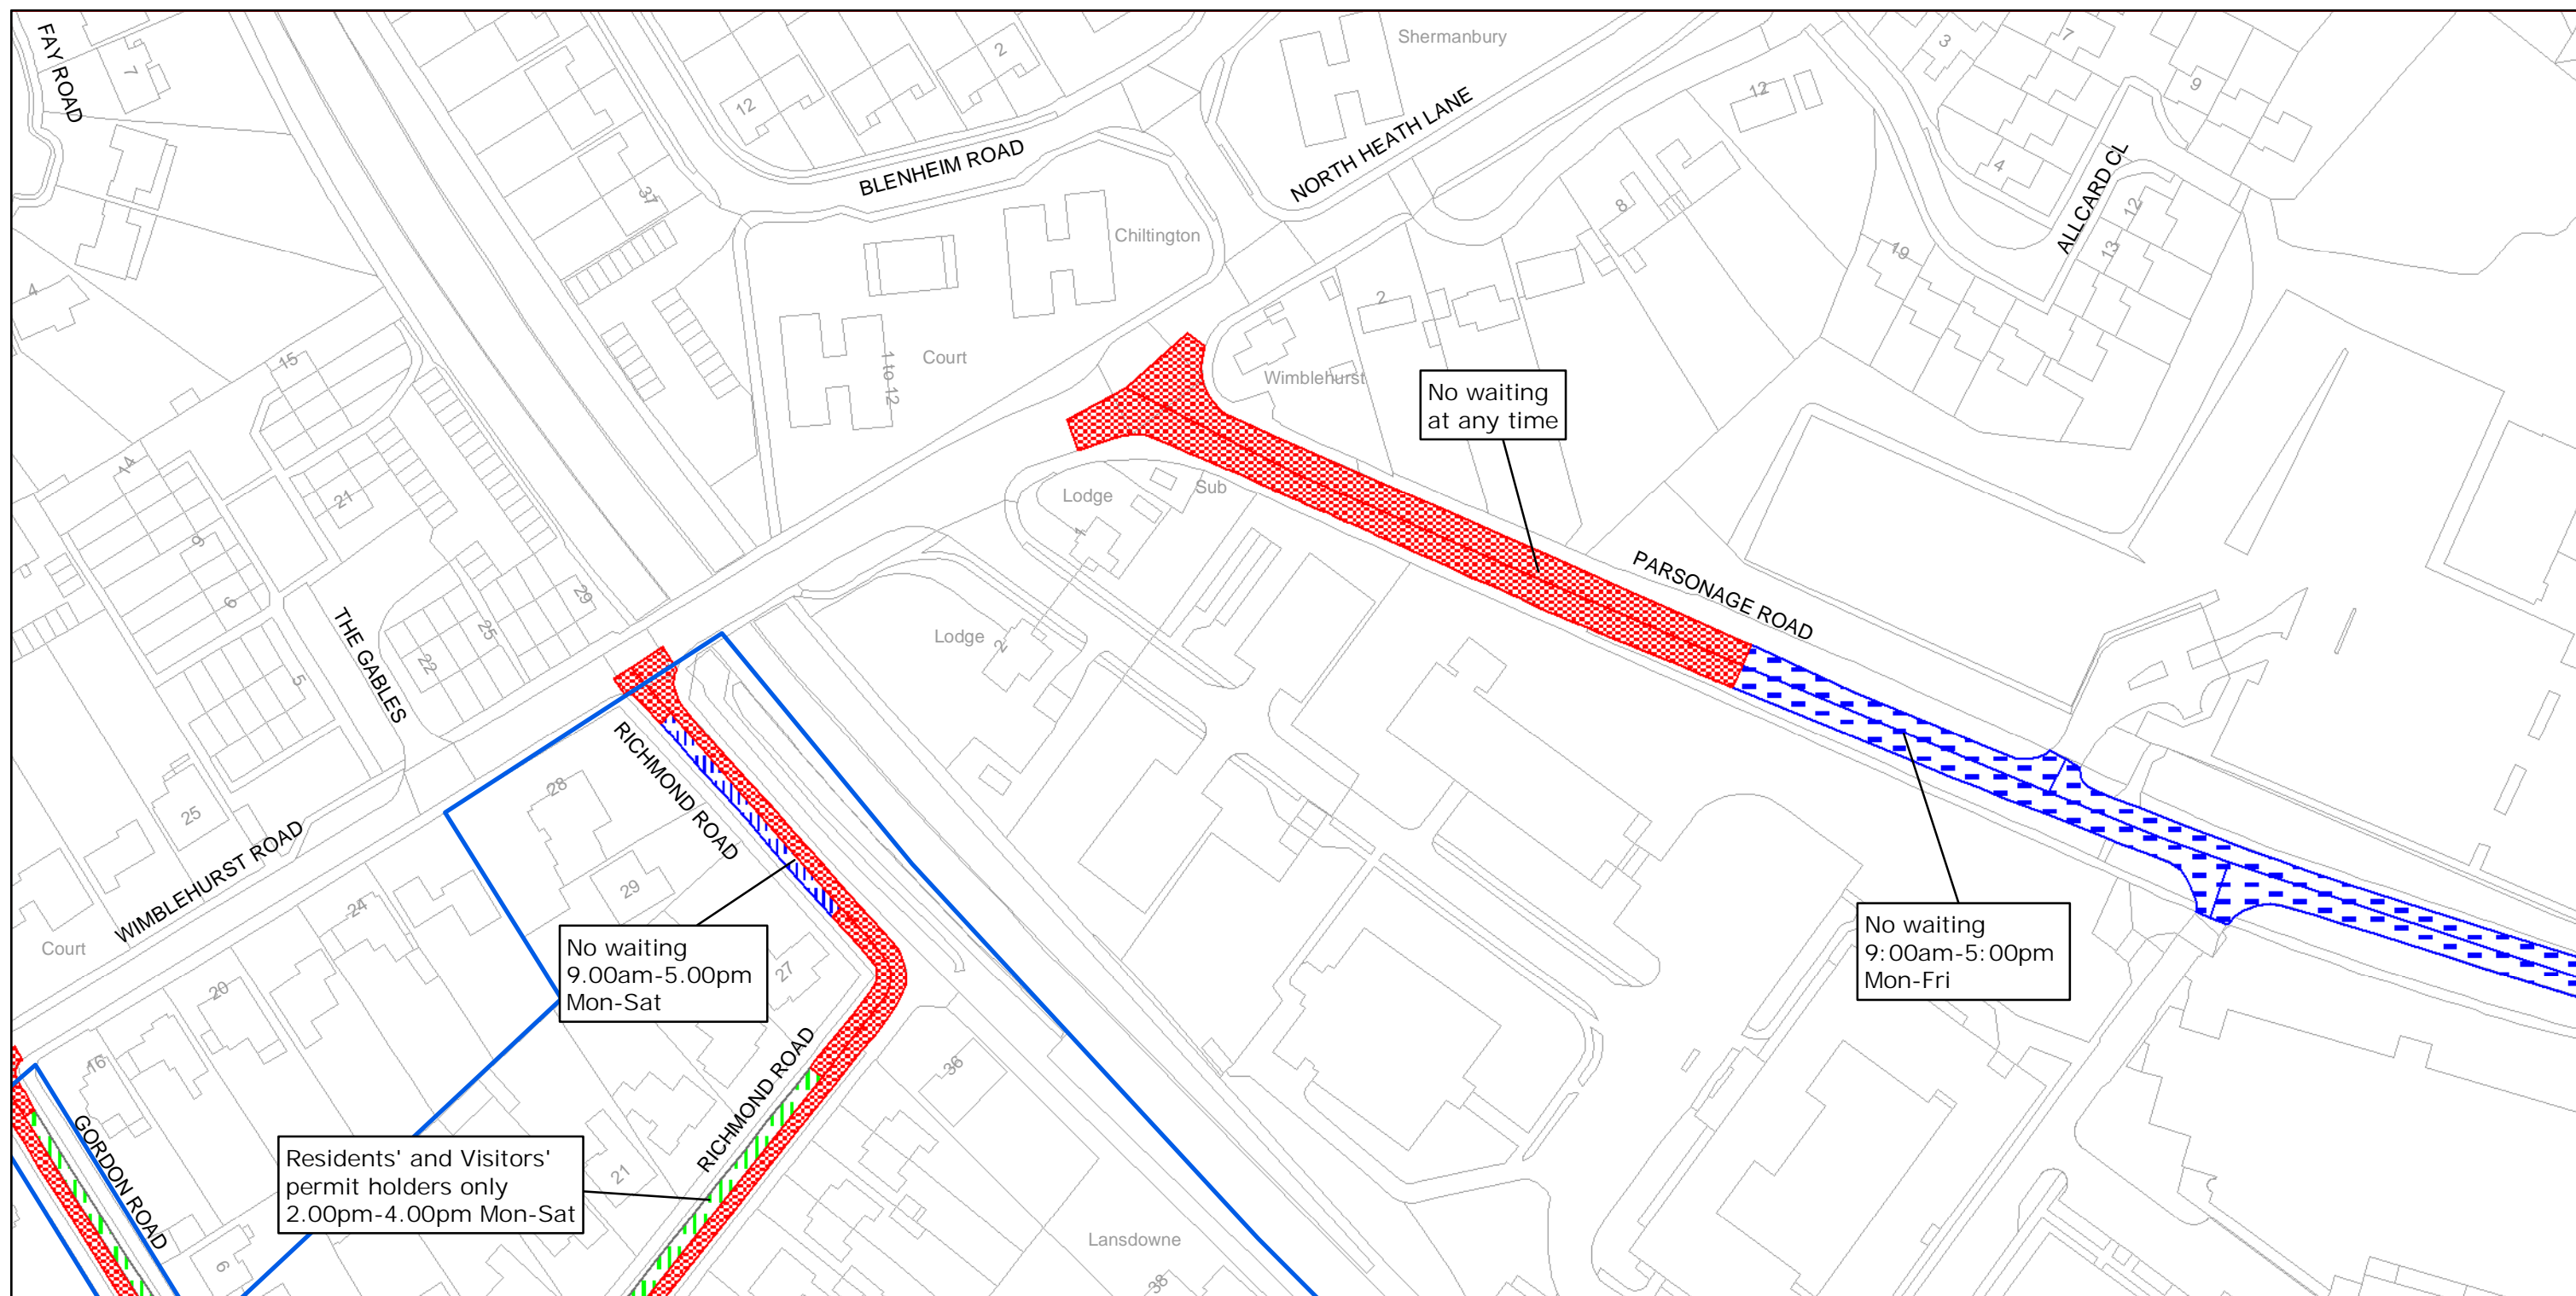 FAY ROAD
7
12
2
Shermanbury
NORTH HEATH LANE
12
3
7
9
4
ALLCARD CL
12
13
19
BLENHEIM ROAD
37
Chiltington
8
2
4
Court
1 to 12
Wimblehurst
15
14
21
9
6
5
THE GABLES
22
25
29
Lodge
1
Sub
Lodge
2
No waiting
at any time
PARSONAGE ROAD
No waiting
9:00am-5:00pm
Mon-Fri
25
WIMBLEHURST ROAD
28
RICHMOND ROAD
29
24
Court
20
16
No waiting
9.00am-5.00pm
Mon-Sat
27
RICHMOND ROAD
36
21
GORDON ROAD
Residents' and Visitors'
permit holders only
2.00pm-4.00pm Mon-Sat
6
Lansdowne
38